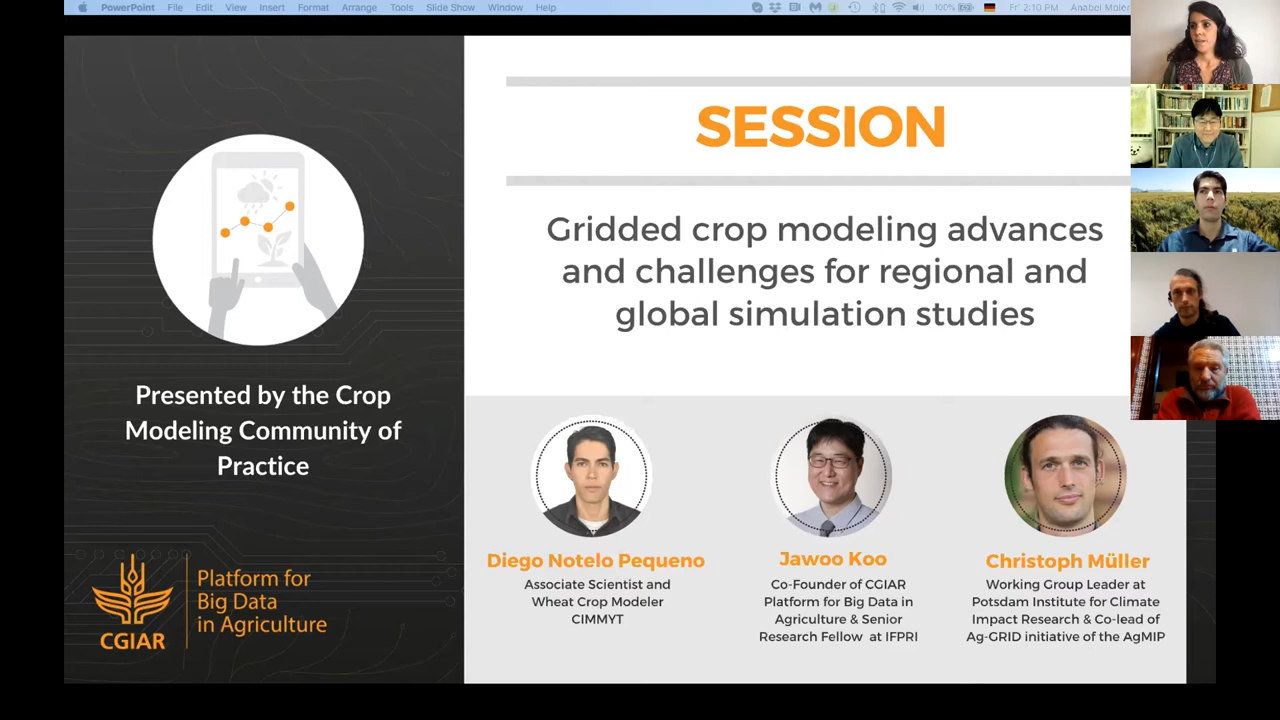 PowerPoint File Edit View Insert Format Arrange Tools Slide Show Window Help 100% Fr 2:10 PM Anabel Moler
SESSION
Gridded crop modeling advances
and challenges for regional and
global simulation studies
Presented by the Crop
Modeling Community of
Practice
CGIAR
Platform for
Big Data
in Agriculture
Diego Notelo Pequeno
Associate Scientist and
Wheat Crop Modeler
CIMMYT
Jawoo Koo
Co-Founder of CGIAR
Platform for Big Data in
Agriculture & Senior
Research Fellow at IFPRI
Christoph Müller
Working Group Leader at
Potsdam Institute for Climate
Impact Research & Co-lead of
Ag-GRID initiative of the AgMIP